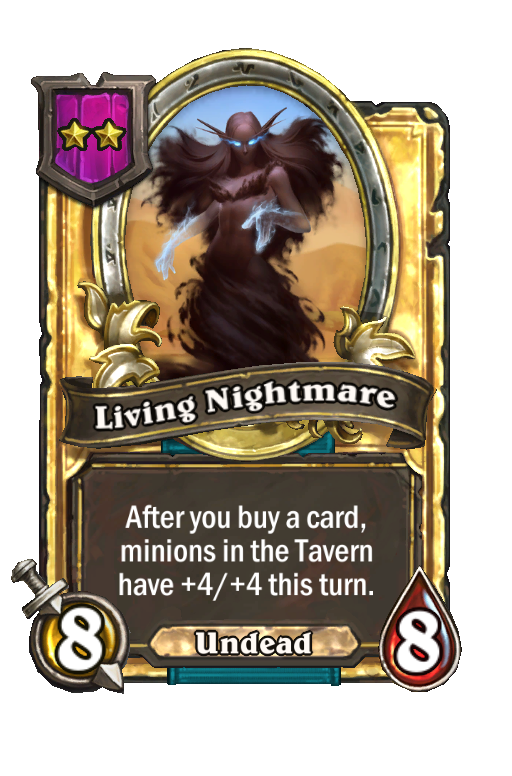 Living Nightmare
After you buy a card,
minions in the Tavern
have +4/+4 this turn.
8
Undead
8